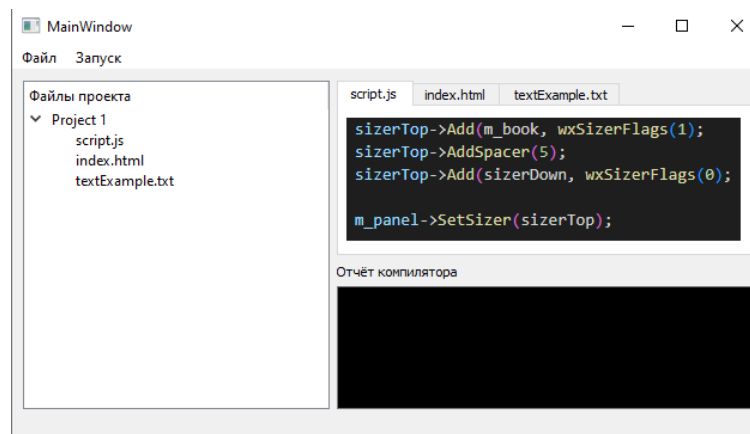 MainWindow
Файл Запуск
Файлы проекта
Project 1
script.js
index.html
textExample.txt
script.js index.html textExample.txt
sizerTop->Add(m_book, wxSizerFlags(1);
sizerTop->AddSpacer(5);
sizerTop->Add(sizerDown, wxSizerFlags(0);
m_panel->SetSizer(sizerTop);
Отчёт компилятора